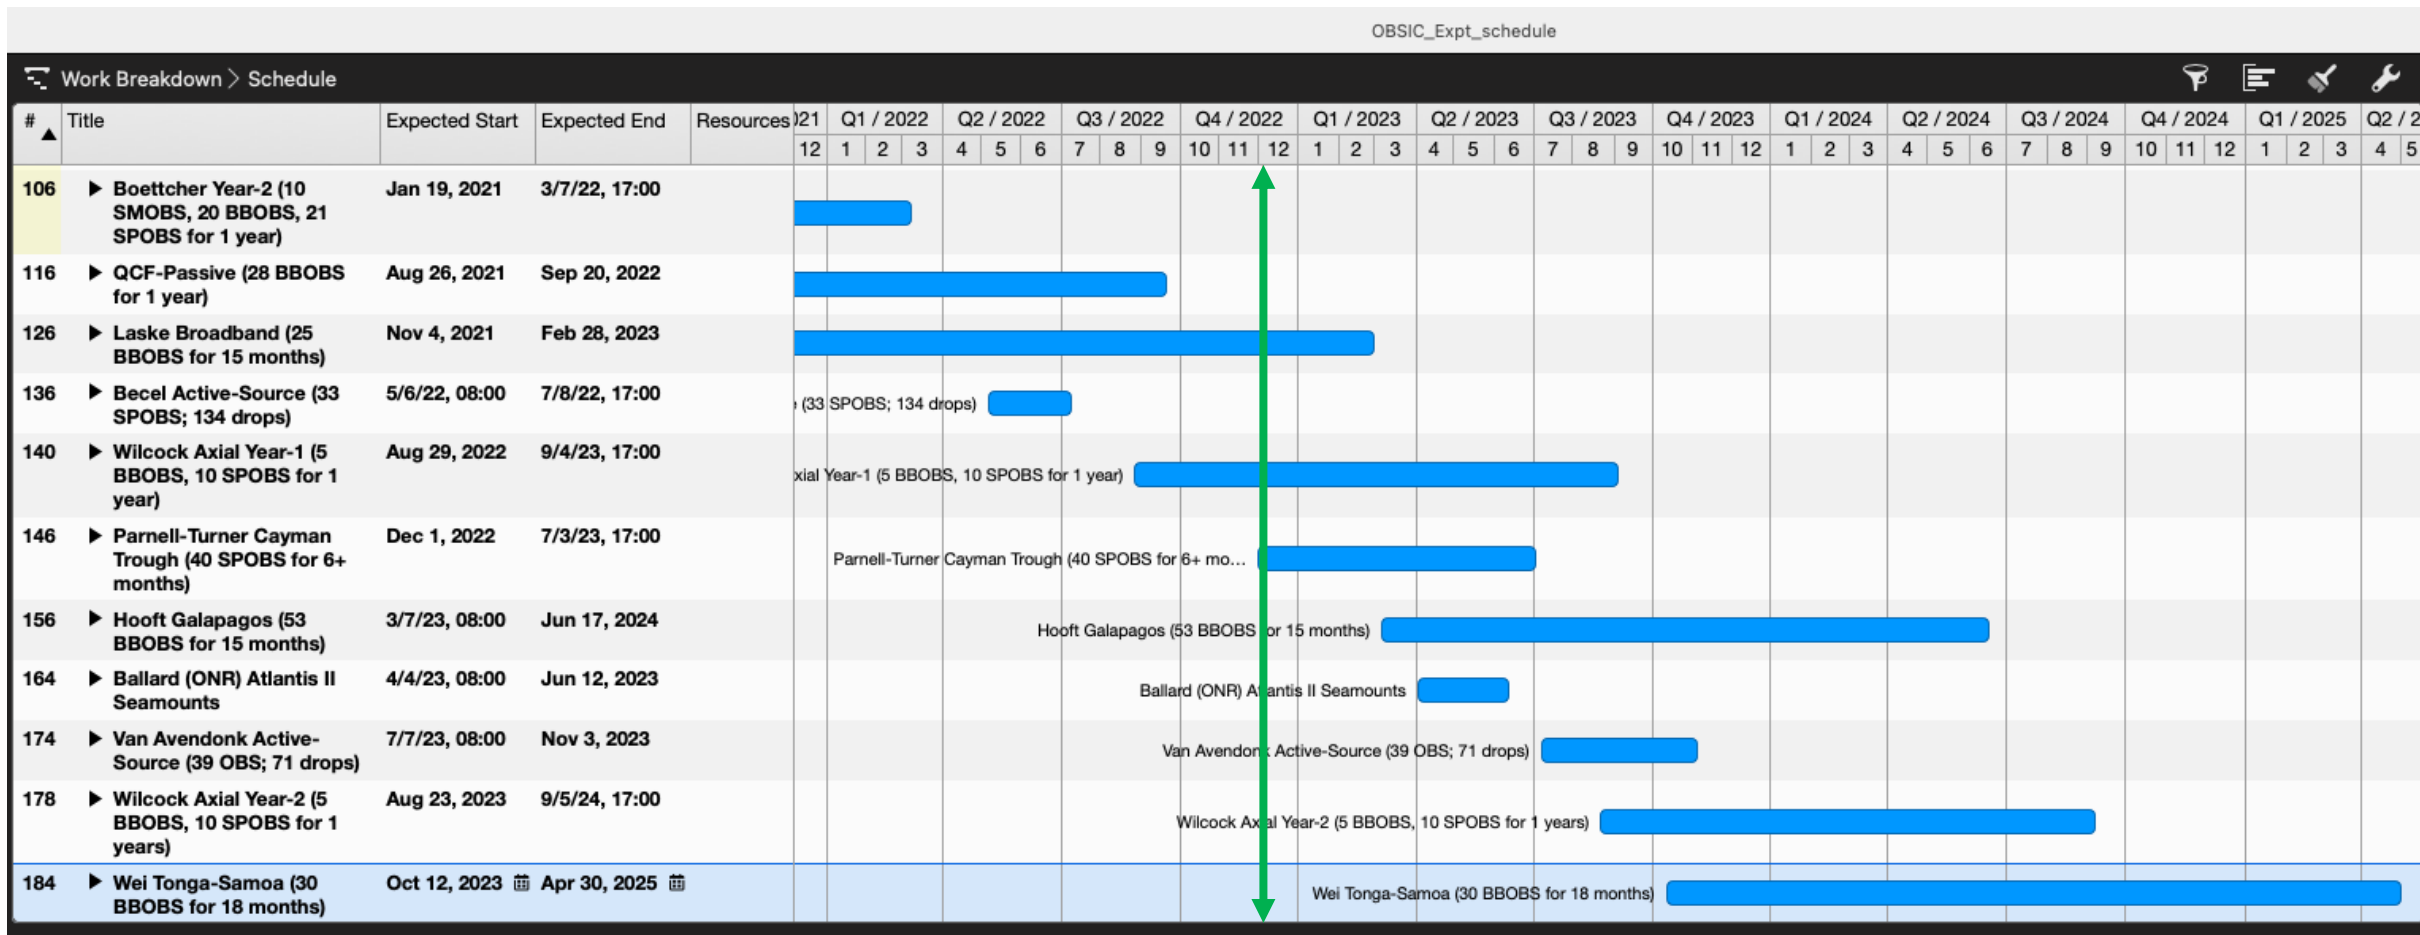 OBSIC_Expt_schedule
Work Breakdown > Schedule
# Title Expected Start Expected End Resources 021 Q1 / 2022 Q2 / 2022 Q3 / 2022 Q4 / 2022 Q1 / 2023 Q2 / 2023 Q3 / 2023 Q4 / 2023 Q1 / 2024 Q2 / 2024 Q3 / 2024 Q4 / 2024 Q1 / 2025 Q2 / 2
12 1 2 3 4 5 6 7 8 9 10 11 12 1 2 3 4 5 6 7 8 9 10 11 12 1 2 3 4 5 6 7 8 9 10 11 12 1 2 3 4 5
106 Boettcher Year-2 (10 Jan 19, 2021 3/7/22, 17:00
SMOBS, 20 BBOBS, 21
SPOBS for 1 year)
116 QCF-Passive (28 BBOBS Aug 26, 2021 Sep 20, 2022
for 1 year)
126 Laske Broadband (25 Nov 4, 2021 Feb 28, 2023
BBOBS for 15 months)
136 Becel Active-Source (33 5/6/22, 08:00 7/8/22, 17:00
SPOBS; 134 drops)
(33 SPOBS; 134 drops)
140 Wilcock Axial Year-1 (5 Aug 29, 2022 9/4/23, 17:00
BBOBS, 10 SPOBS for 1
year)
xial Year-1 (5 BBOBS, 10 SPOBS for 1 year)
146 Parnell-Turner Cayman Dec 1, 2022 7/3/23, 17:00
Trough (40 SPOBS for 6+
months)
Parnell-Turner Cayman Trough (40 SPOBS for 6+ mo...
156 Hooft Galapagos (53 3/7/23, 08:00 Jun 17, 2024
BBOBS for 15 months)
Hooft Galapagos (53 BBOBS for 15 months)
164 Ballard (ONR) Atlantis II 4/4/23, 08:00 Jun 12, 2023
Seamounts
Ballard (ONR) Atlantis II Seamounts
174 Van Avendonk Active- 7/7/23, 08:00 Nov 3, 2023
Source (39 OBS; 71 drops)
Van Avendonk Active-Source (39 OBS; 71 drops)
178 Wilcock Axial Year-2 (5 Aug 23, 2023 9/5/24, 17:00
BBOBS, 10 SPOBS for 1
years)
Wilcock Axial Year-2 (5 BBOBS, 10 SPOBS for 1 years)
184 Wei Tonga-Samoa (30 Oct 12, 2023 Apr 30, 2025
BBOBS for 18 months)
Wei Tonga-Samoa (30 BBOBS for 18 months)